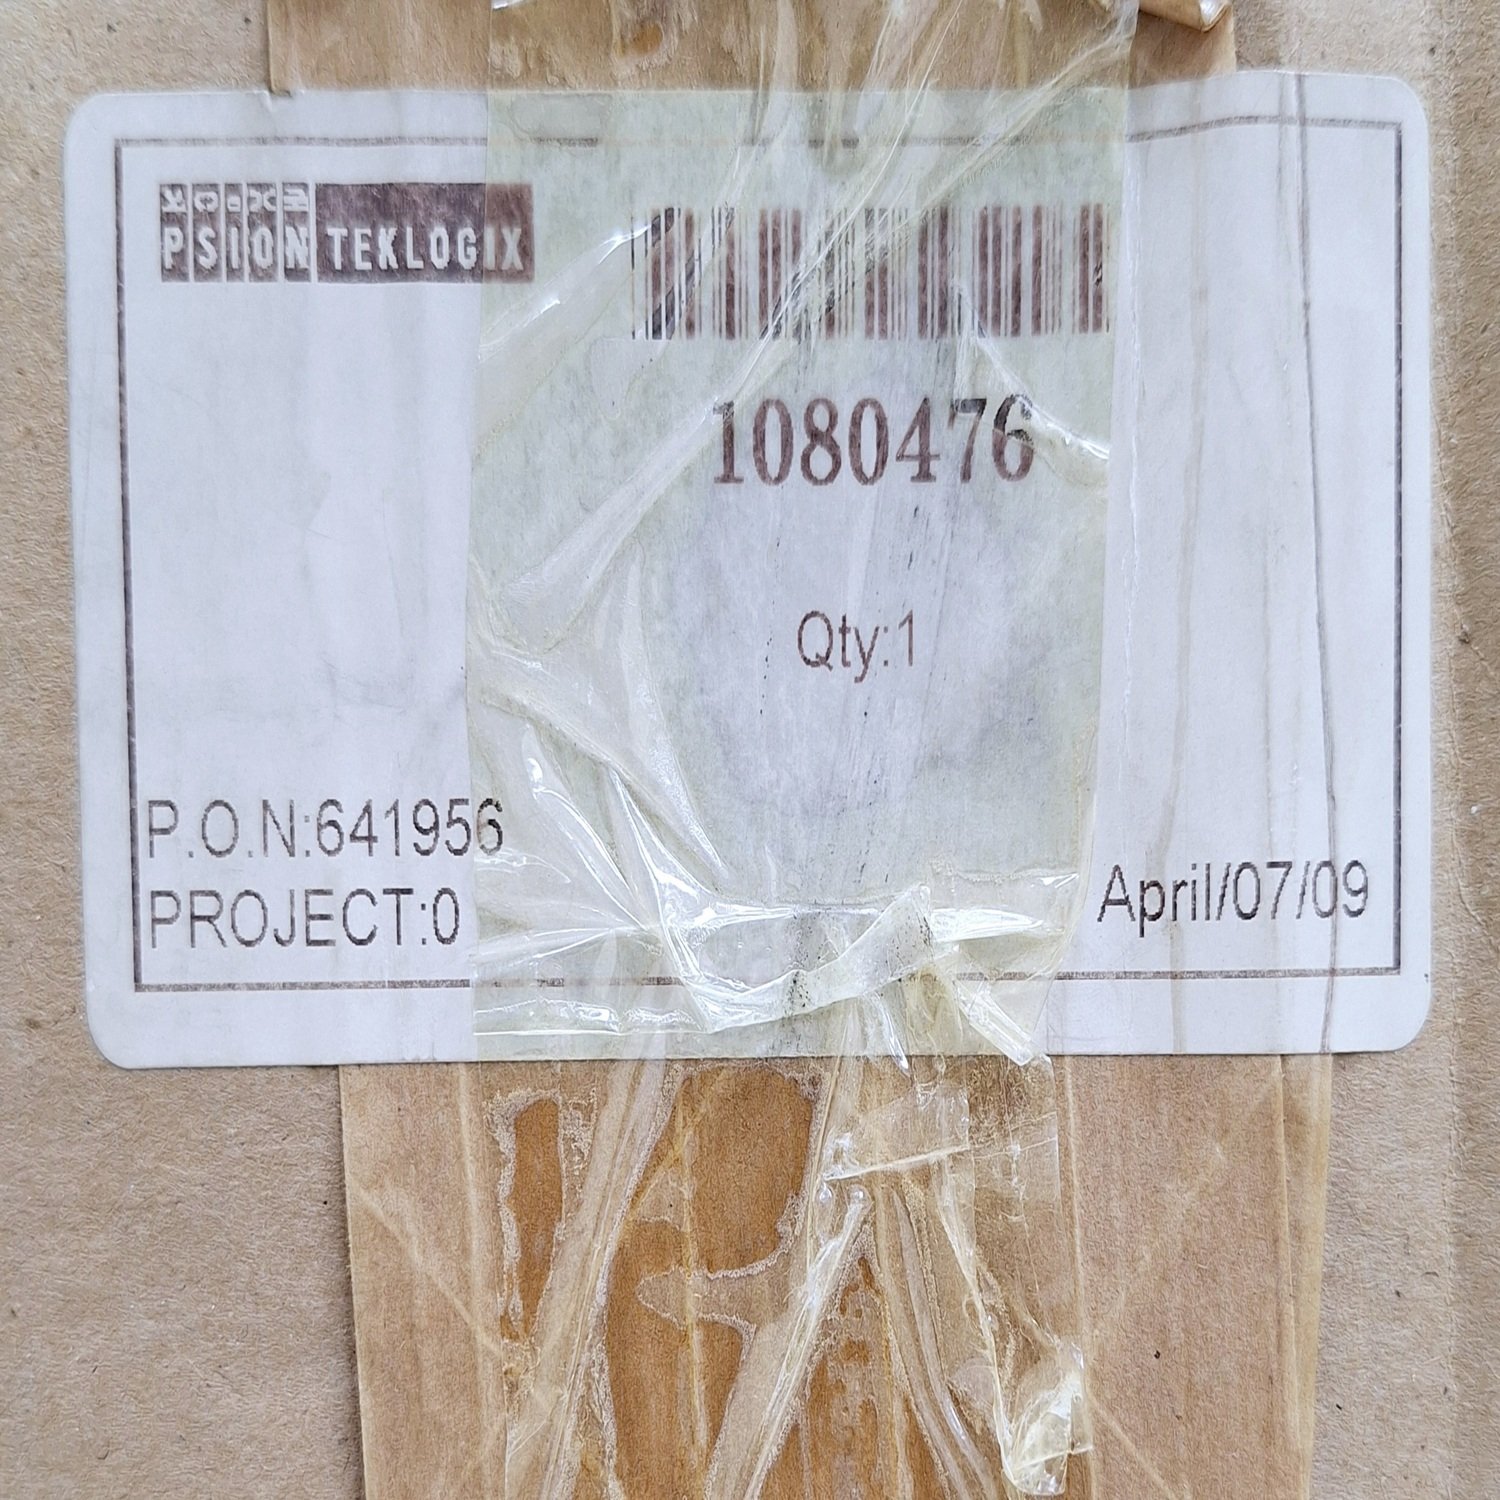 PSION TEKLOGIX
1080476
Qty:1
P.O.N:641956
PROJECT:0
April/07/09